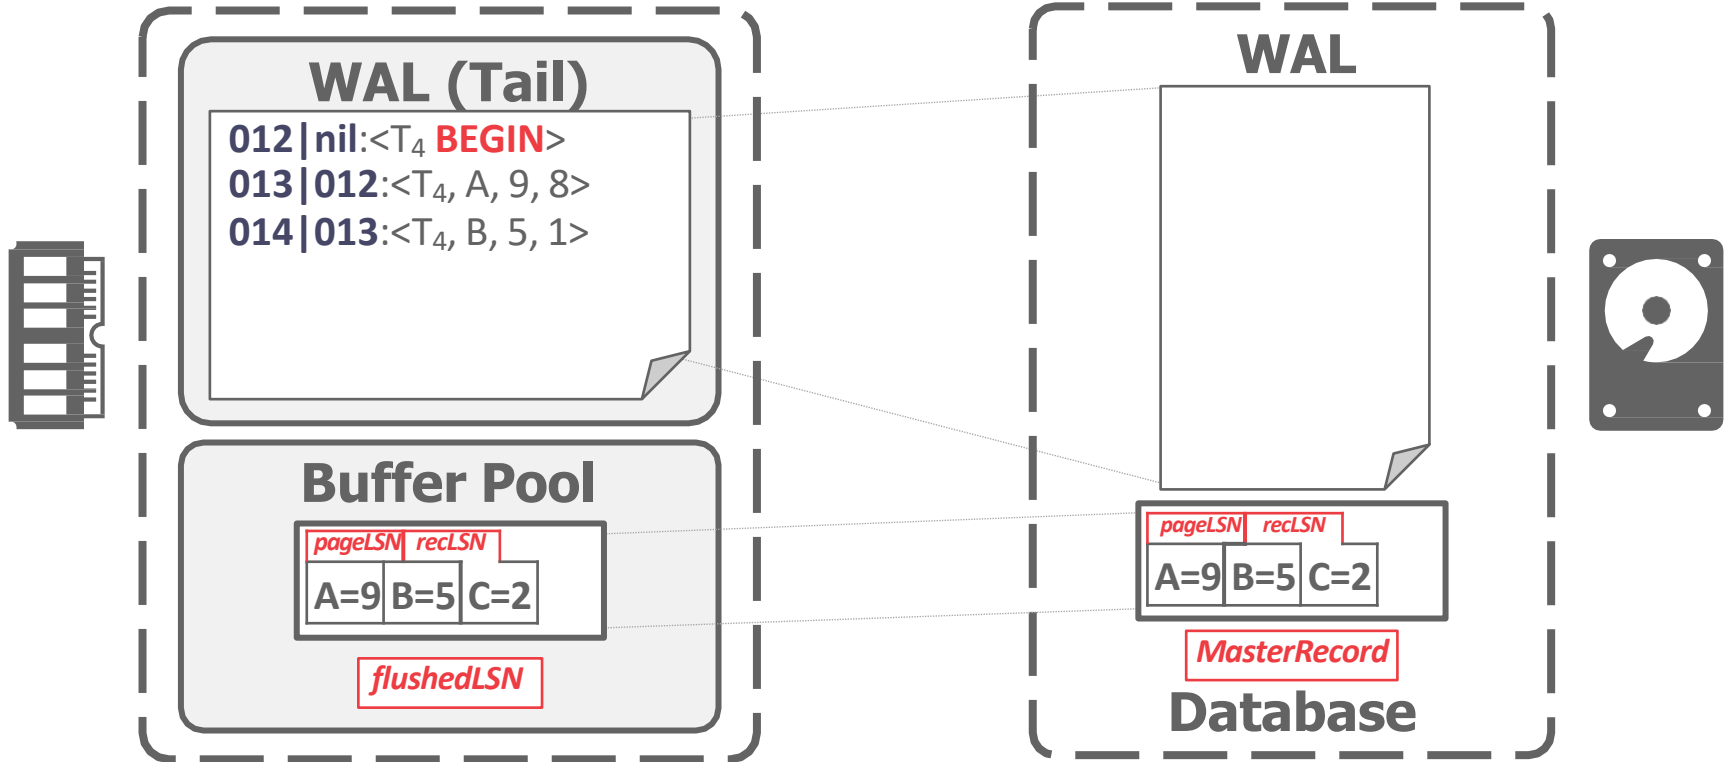 WAL (Tail)
012|nil:<T₄ BEGIN>
013|012:<T₄, A, 9, 8>
014|013:<T₄, B, 5, 1>
Buffer Pool
pageLSN recLSN
A=9 B=5 C=2
flushedLSN
WAL
pageLSN recLSN
A=9 B=5 C=2
MasterRecord
Database